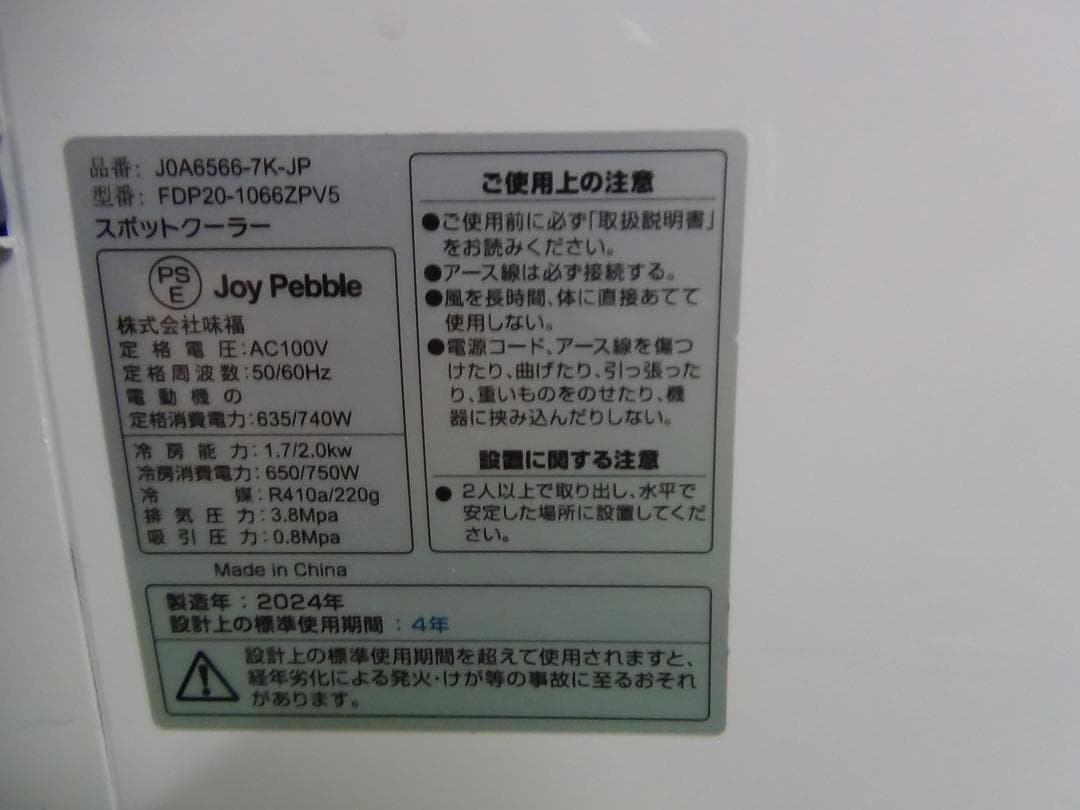 品番: J0A6566-7K-JP
型番: FDP20-1066ZPV5
スポットクーラー
PS
E
Joy Pebble
株式会社味福
定格電圧:AC100V
定格周波数:50/60Hz
電動機の
定格消費電力:635/740W
冷房能力:1.7/2.0kw
冷房消費電力:650/750W
冷媒:R410a/220g
排気圧力:3.8Mpa
吸引圧力:0.8Mpa
Made in China
ご使用上の注意
●ご使用前に必ず「取扱説明書」
をお読みください。
●アース線は必ず接続する。
●風を長時間、体に直接あてて
使用しない。
●電源コード、アース線を傷つ
けたり、曲げたり、引っ張った
り、重いものをのせたり、機
器に挟み込んだりしない。
設置に関する注意
● 2人以上で取り出し、水平で
安定した場所に設置してくだ
さい。
製造年：2024年
設計上の標準使用期間：4年
設計上の標準使用期間を超えて使用されますと、
経年劣化による発火・けが等の事故に至るおそれ
があります。